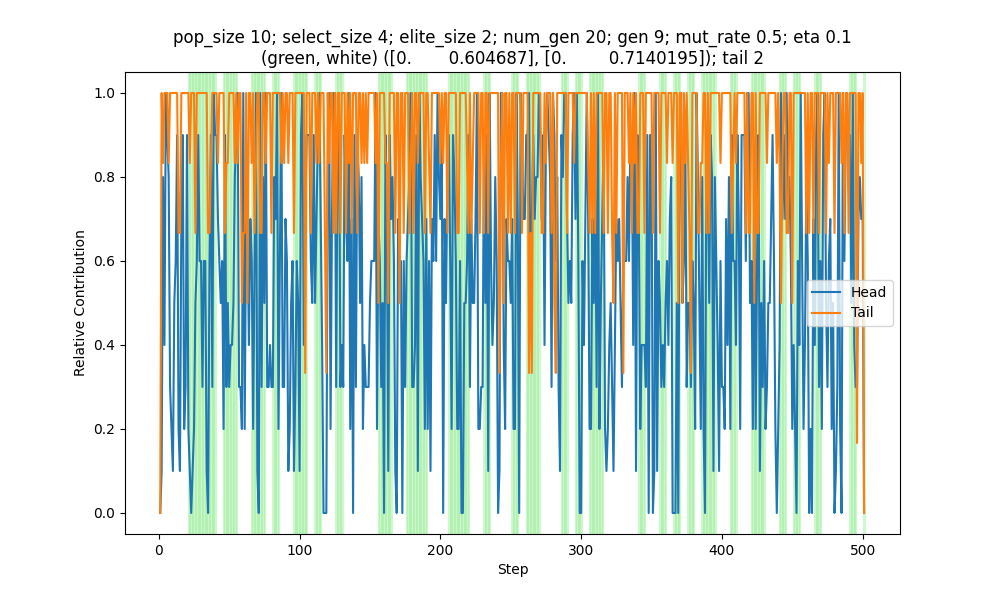 pop_size 10; select_size 4; elite_size 2; num_gen 20; gen 9; mut_rate 0.5; eta 0.1
(green, white) ([0. 0.604687], [0. 0.7140195]); tail 2
1.0
0.8
0.6
0.4
0.2
0.0
Relative Contribution
Head
Tail
0 100 200 300 400 500
Step